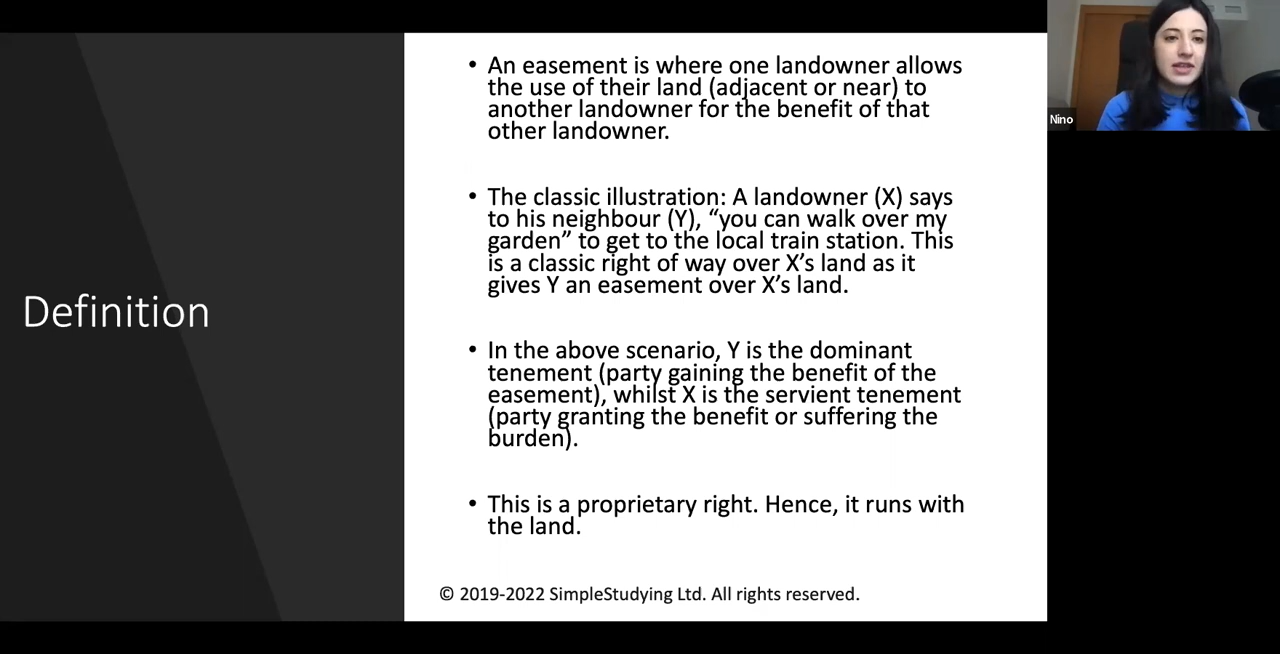 Definition
• An easement is where one landowner allows
the use of their land (adjacent or near) to
another landowner for the benefit of that
other landowner.
• The classic illustration: A landowner (X) says
to his neighbour (Y), “you can walk over my
garden” to get to the local train station. This
is a classic right of way over X’s land as it
gives Y an easement over X’s land.
• In the above scenario, Y is the dominant
tenement (party gaining the benefit of the
easement), whilst X is the servient tenement
(party granting the benefit or suffering the
burden).
• This is a proprietary right. Hence, it runs with
the land.
© 2019-2022 SimpleStudying Ltd. All rights reserved.
Nino